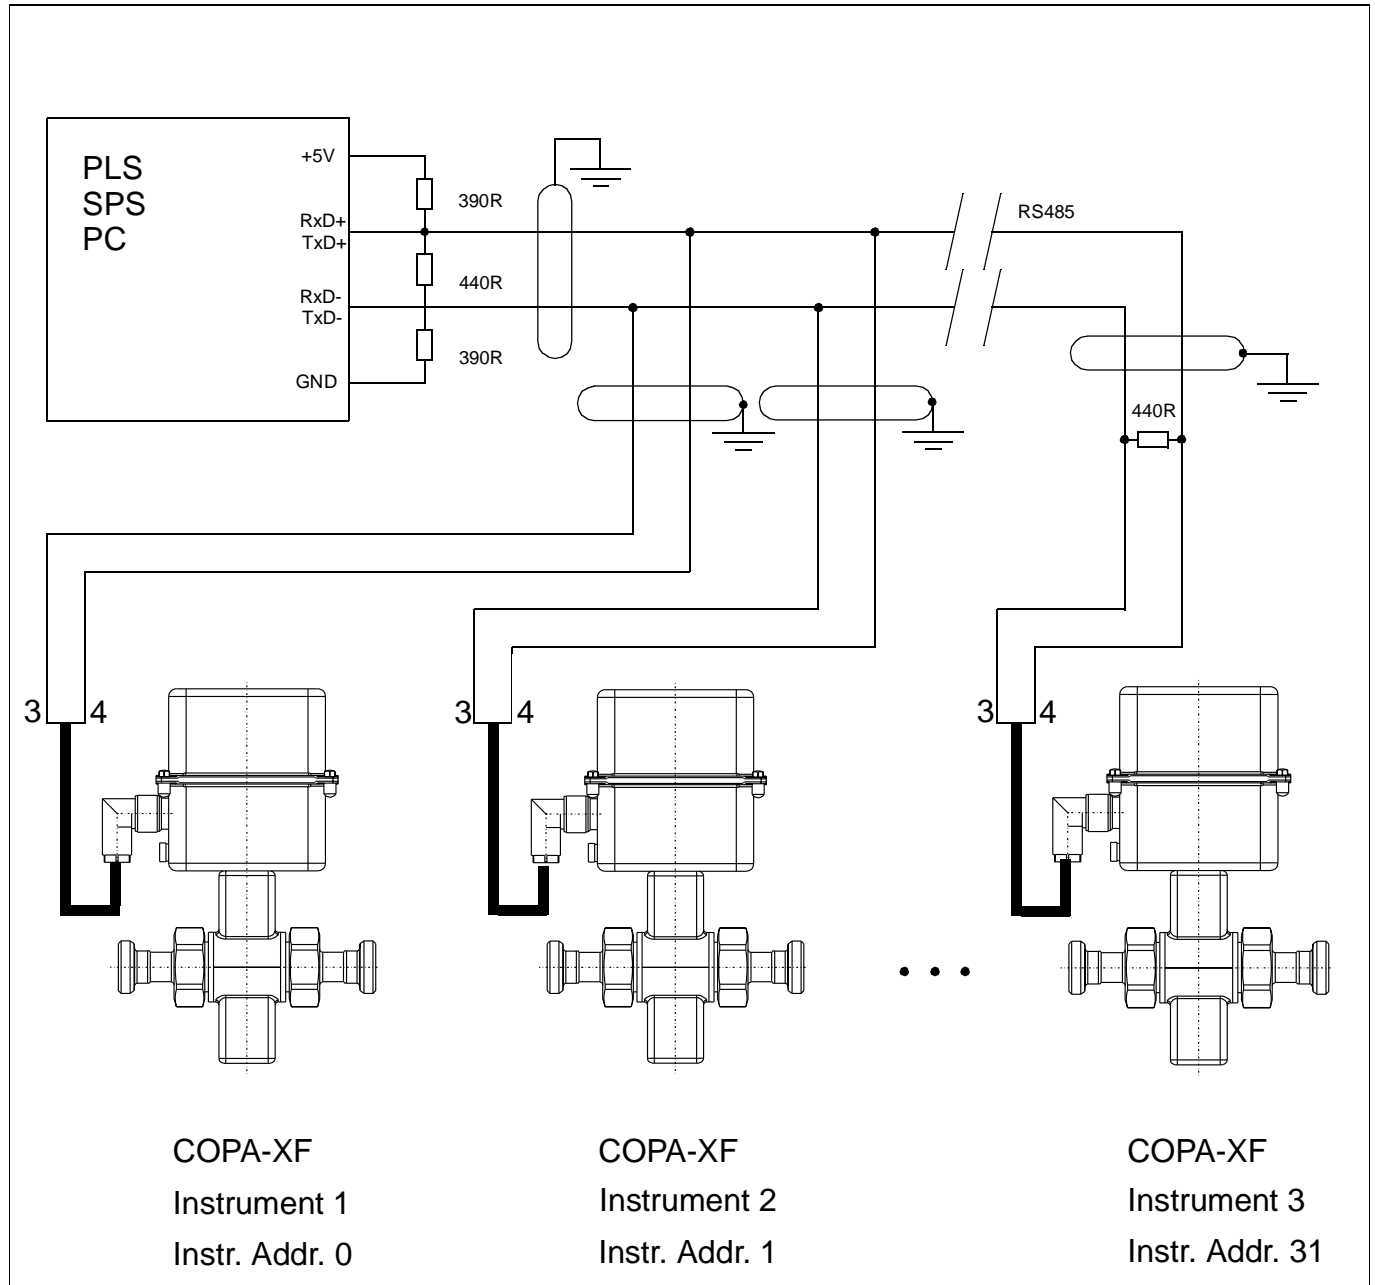 PLS
SPS
PC
+5V
RxD+
TxD+
RxD-
TxD-
GND
390R
440R
390R
RS485
440R
3 4
3 4
3 4
COPA-XF
Instrument 1
Instr. Addr. 0
COPA-XF
Instrument 2
Instr. Addr. 1
COPA-XF
Instrument 3
Instr. Addr. 31